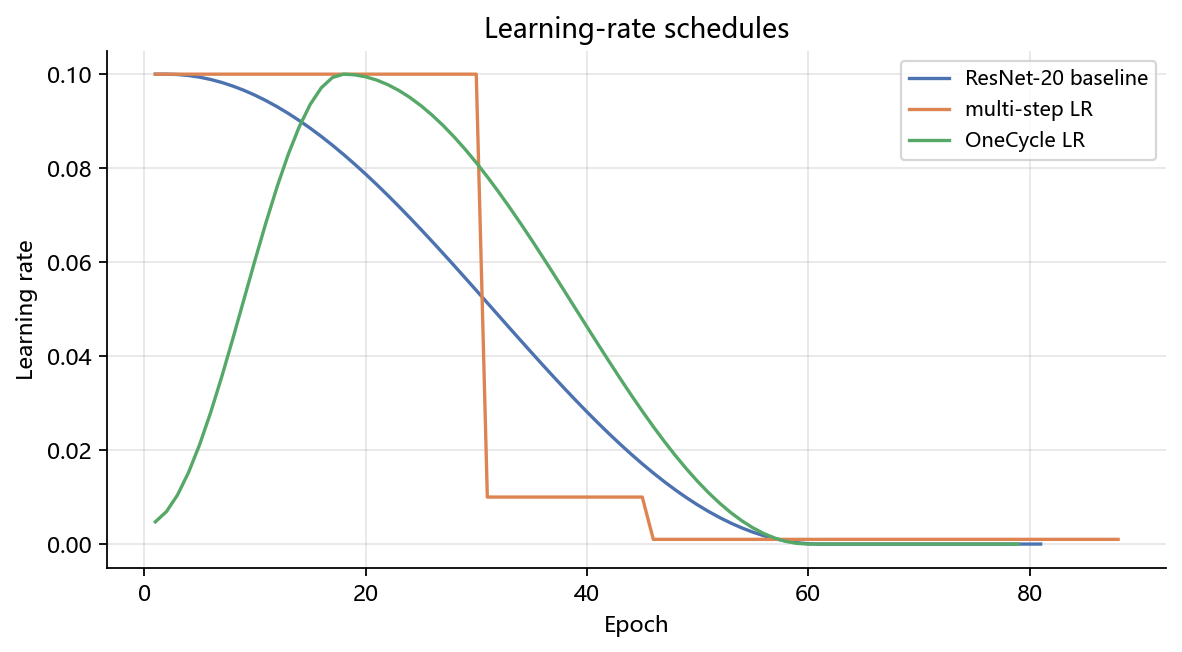 Learning-rate schedules
ResNet-20 baseline
multi-step LR
OneCycle LR
Learning rate
0.10
0.08
0.06
0.04
0.02
0.00
0 20 40 60 80
Epoch